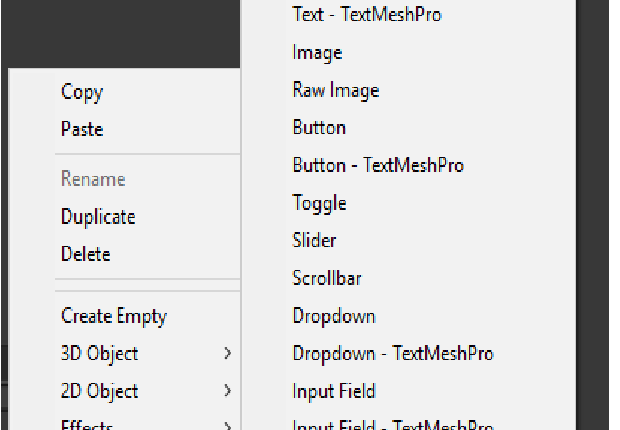 Copy
Paste
Rename
Duplicate
Delete
Create Empty
3D Object
2D Object
Effects
Text - TextMeshPro
Image
Raw Image
Button
Button - TextMeshPro
Toggle
Slider
Scrollbar
Dropdown
Dropdown - TextMeshPro
Input Field
Input Field - TextMeshPro